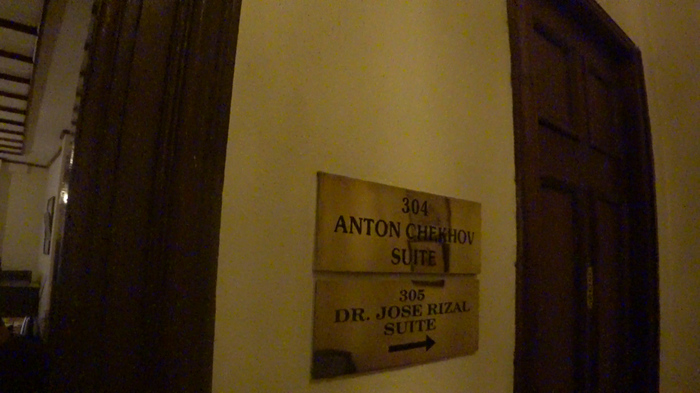 304
ANTON CHEKHOV
SUITE
305
DR. JOSE RIZAL
SUITE